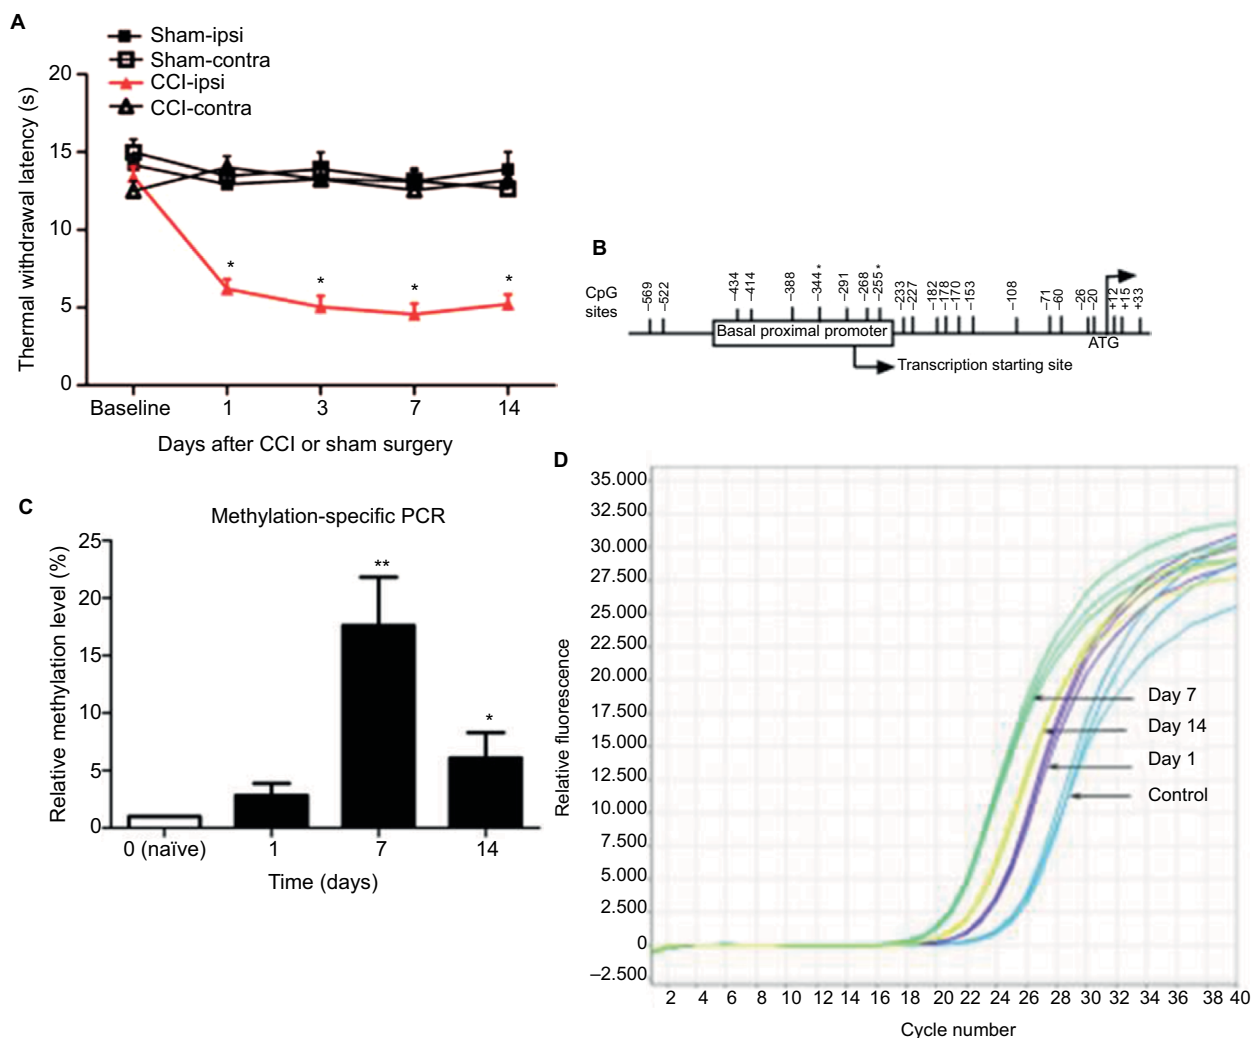 A
Sham-ipsi
Sham-contra
CCI-ipsi
CCI-contra
Thermal withdrawal latency (s)
20
15
10
5
0
*
*
*
*
Baseline 1 3 7 14
Days after CCI or sham surgery
B
CpG sites
–569 –522 –434 –414 –388 –344* –291 –268 –255* –233 –227 –182 –178 –170 –153 –108 –71 –60 –26 –20 +12 +15 +33
Basal proximal promoter
ATG
Transcription starting site
C
Methylation-specific PCR
Relative methylation level (%)
25
20
15
10
5
0
**
*
0 (naïve) 1 7 14
Time (days)
D
Relative fluorescence
35.000
32.500
30.000
27.500
25.000
22.500
20.000
17.500
15.000
12.500
10.000
7.500
5.000
2.500
0
–2.500
Day 7
Day 14
Day 1
Control
2 4 6 8 10 12 14 16 18 20 22 24 26 28 30 32 34 36 38 40
Cycle number